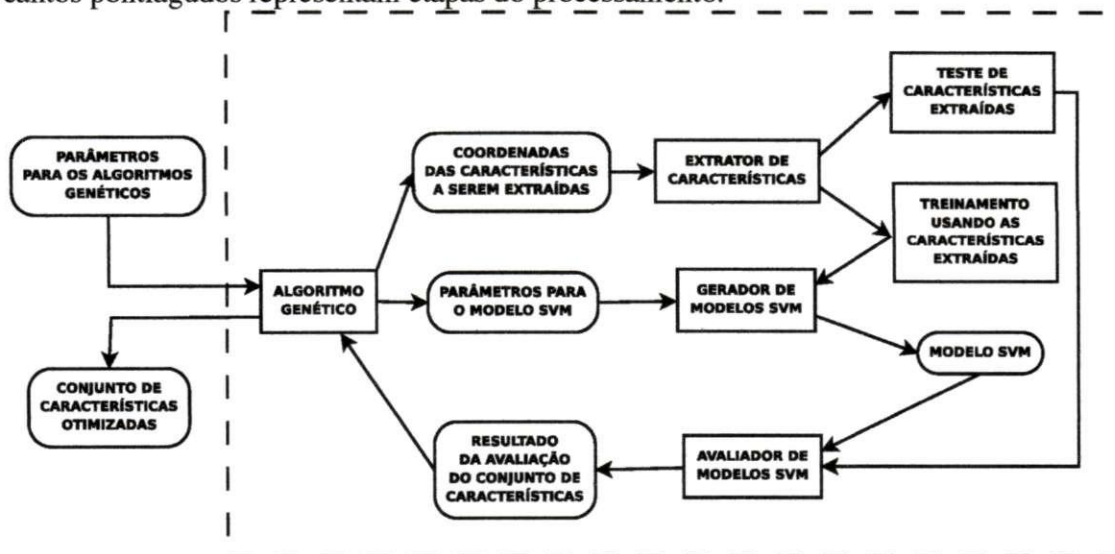 cantos pontiagudos representam etapas do processamento.
TESTE DE
CARACTERÍSTICAS
EXTRAÍDAS
PARÂMETROS
PARA OS ALGORITMOS
GENÉTICOS
COORDENADAS
DAS CARACTERÍSTICAS
A SEREM EXTRAÍDAS
EXTRATOR DE
CARACTERÍSTICAS
TREINAMENTO
USANDO AS
CARACTERÍSTICAS
EXTRAÍDAS
ALGORITMO
GENÉTICO
PARÂMETROS PARA
O MODELO SVM
GERADOR DE
MODELOS SVM
MODELO SVM
CONJUNTO DE
CARACTERÍSTICAS
OTIMIZADAS
RESULTADO
DA AVALIAÇÃO
DO CONJUNTO DE
CARACTERÍSTICAS
AVALIADOR DE
MODELOS SVM